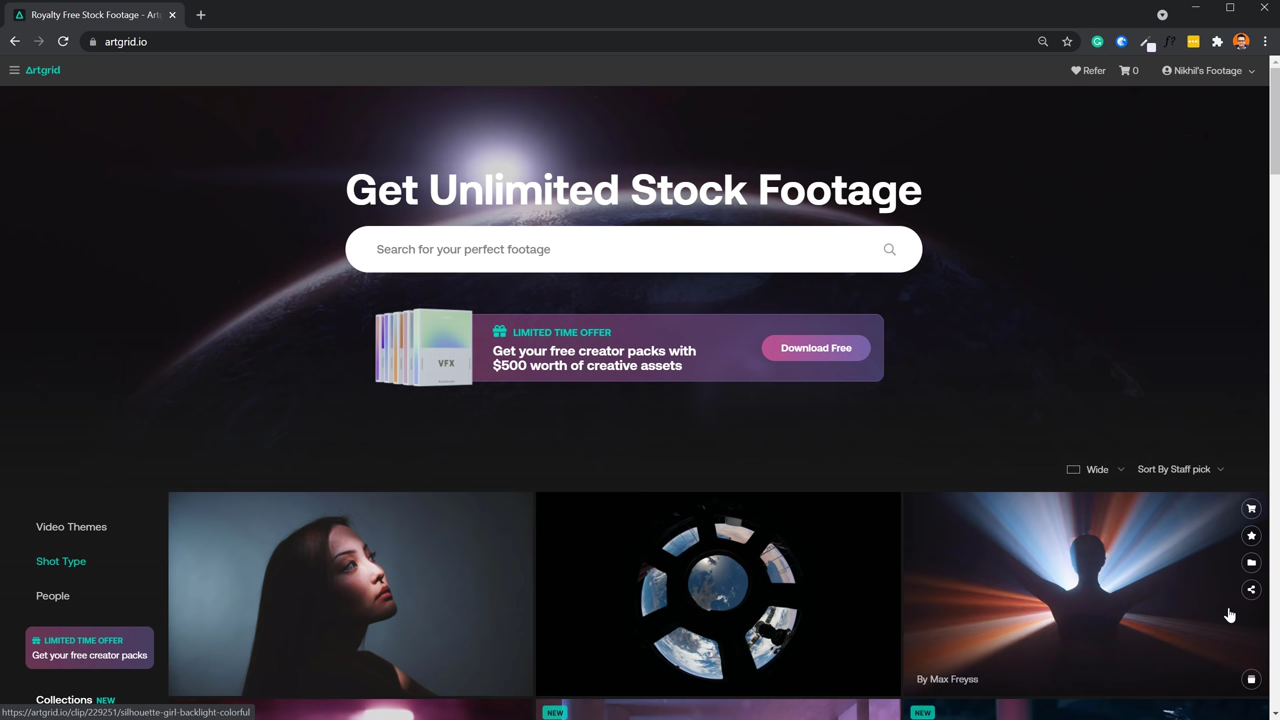 Royalty Free Stock Footage - Art
artgrid.io
Artgrid
Refer
0
Nikhil's Footage
Get Unlimited Stock Footage
Search for your perfect footage
VFX
LIMITED TIME OFFER
Get your free creator packs with
$500 worth of creative assets
Download Free
Wide
Sort By Staff pick
Video Themes
Shot Type
People
LIMITED TIME OFFER
Get your free creator packs
Collections NEW
By Max Freyss
NEW
NEW
https://artgrid.io/clip/229251/silhouette-girl-backlight-colorful